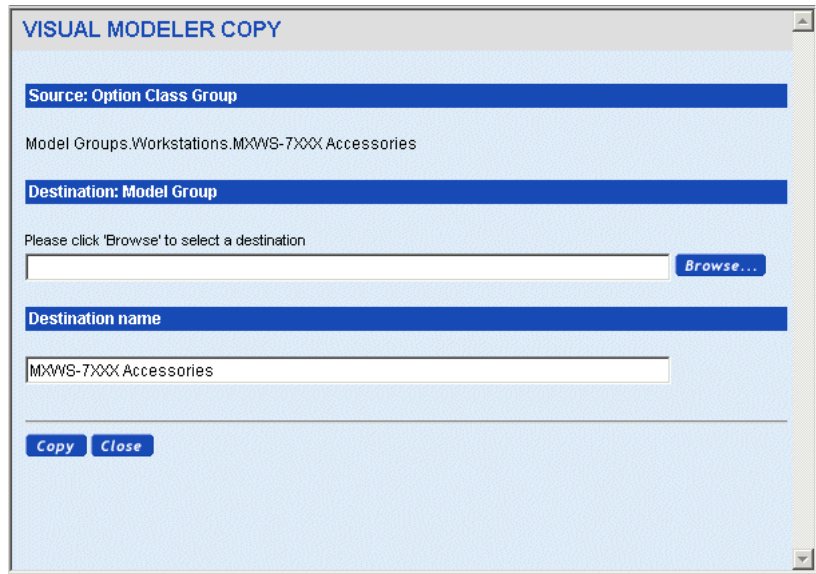 VISUAL MODELER COPY
Source: Option Class Group
Model Groups.Workstations.MXWS-7XXX Accessories
Destination: Model Group
Please click 'Browse' to select a destination
Browse...
Destination name
MXWS-7XXX Accessories
Copy Close